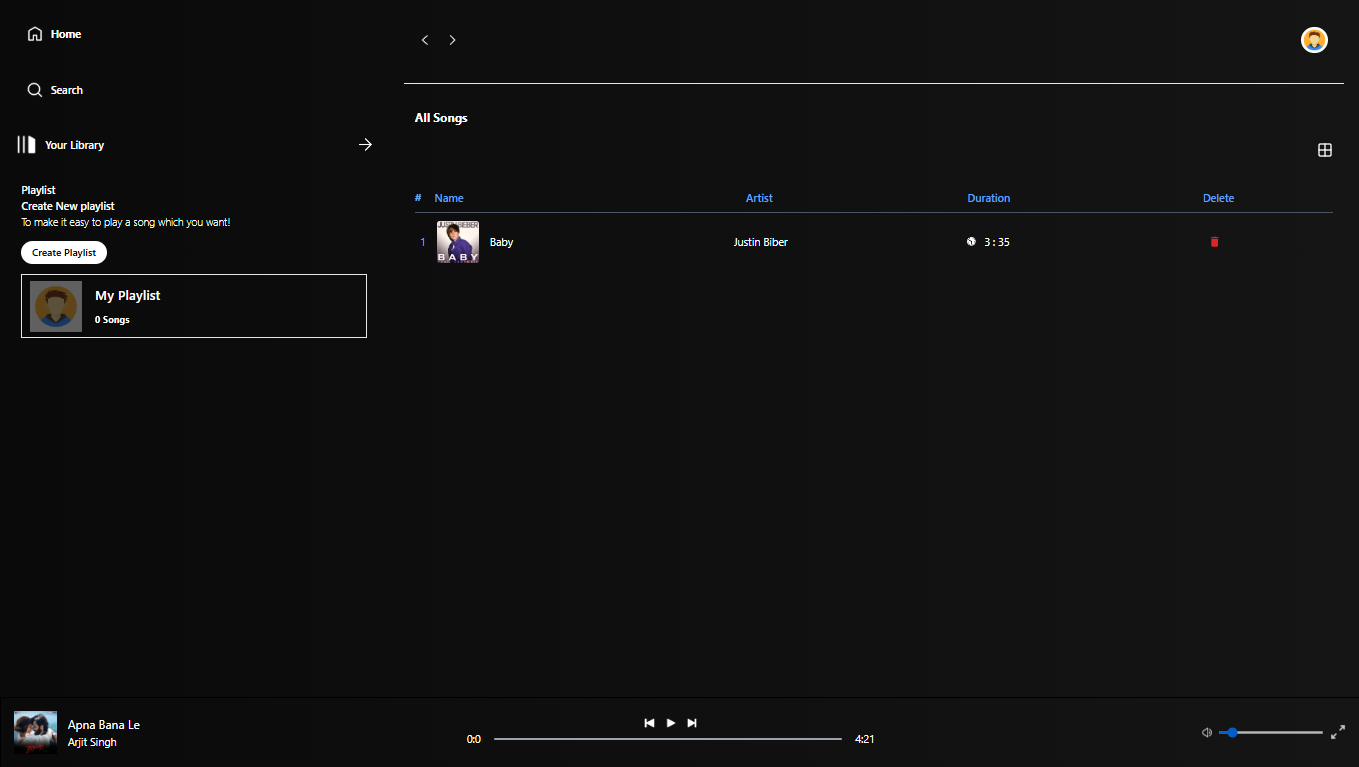 Home
Search
Your Library
Playlist
Create New playlist
To make it easy to play a song which you want!
Create Playlist
My Playlist
0 Songs
All Songs
# Name Artist Duration Delete
JUSTIN BIEBER
BABY
1 Baby Justin Biber 3 : 35
Apna Bana Le
Arjit Singh
0:0 4:21